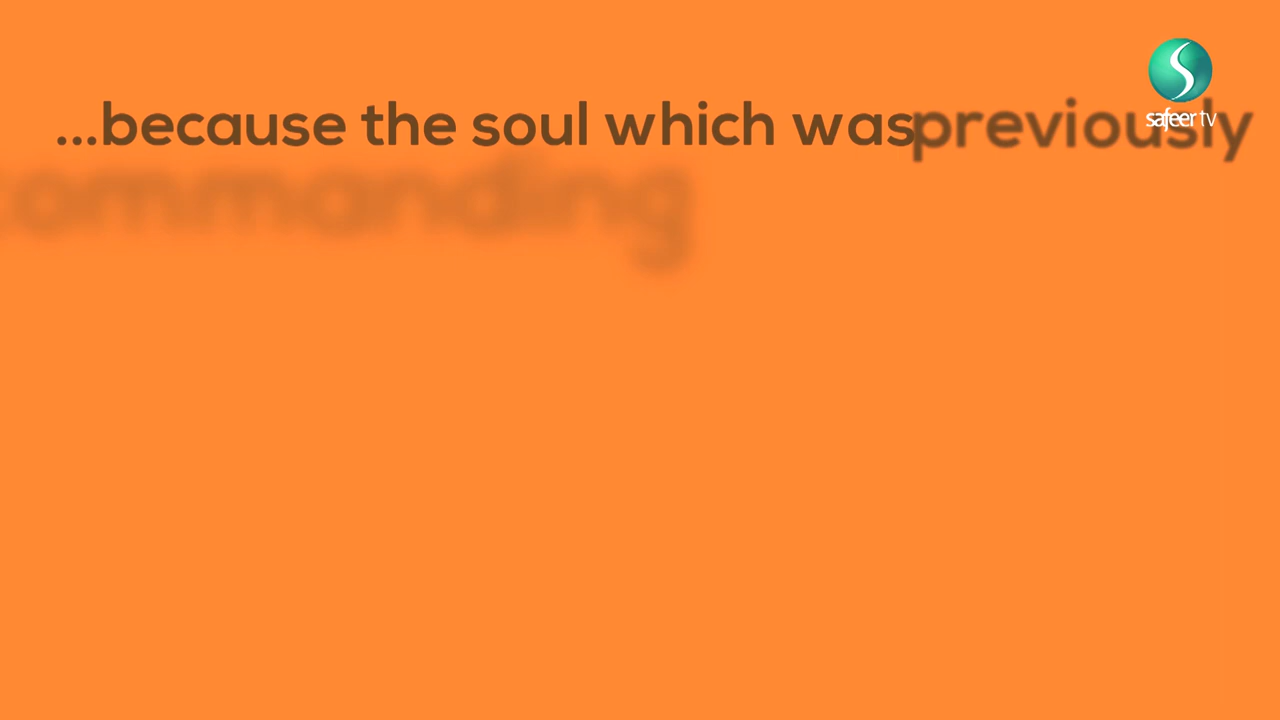 ...because the soul which was previously
commanding
safeer tv